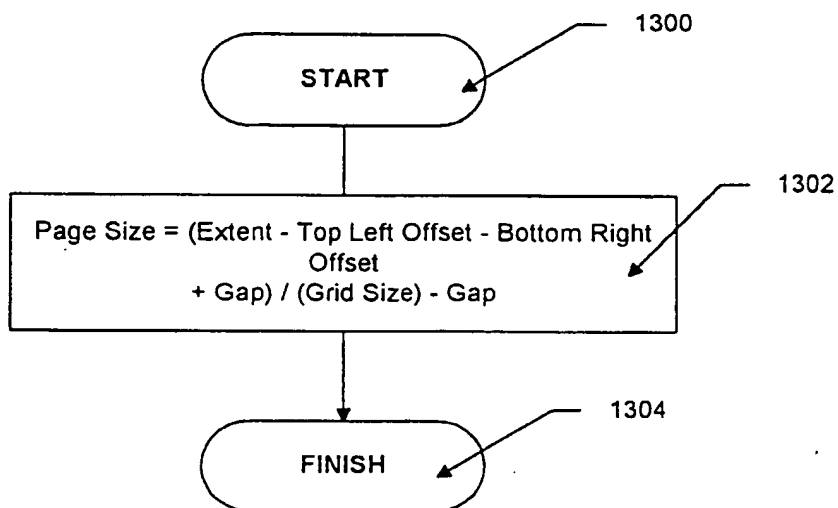 1300
START
1302
Page Size = (Extent - Top Left Offset - Bottom Right
Offset
+ Gap) / (Grid Size) - Gap
1304
FINISH